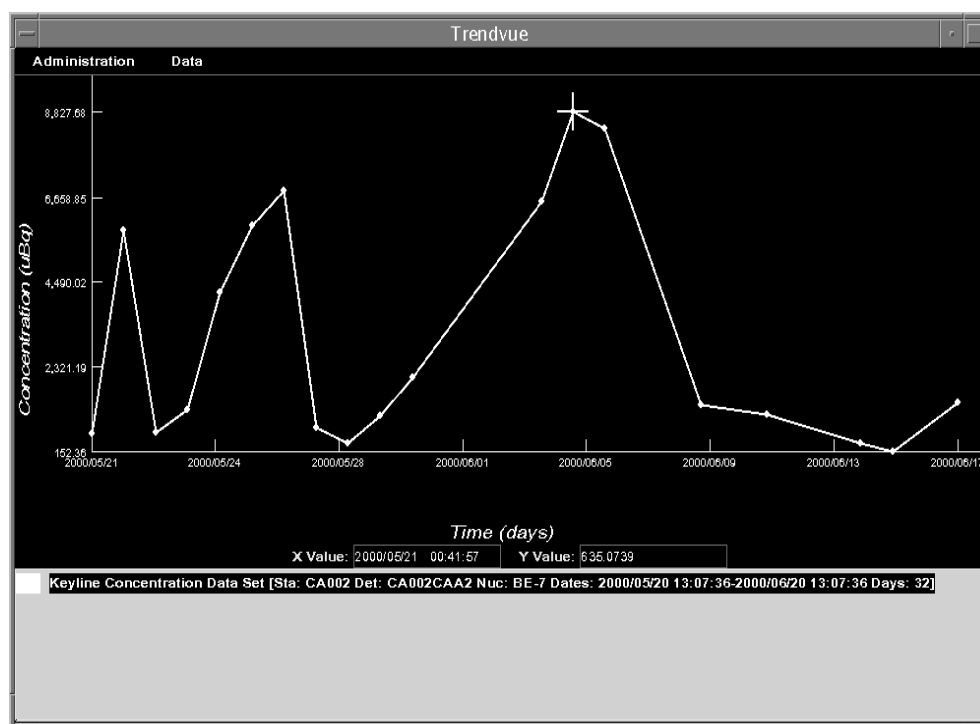 Trendvue
Administration Data
8,827.68
6,658.85
4,490.02
2,321.19
152.36
Concentration (uBq)
2000/05/21 2000/05/24 2000/05/28 2000/06/01 2000/06/05 2000/06/09 2000/06/13 2000/06/17
Time (days)
X Value: 2000/05/21 00:41:57 Y Value: 635.0739
Keyline Concentration Data Set [Sta: CA002 Det: CA002CAA2 Nuc: BE-7 Dates: 2000/05/20 13:07:36-2000/06/20 13:07:36 Days: 32]